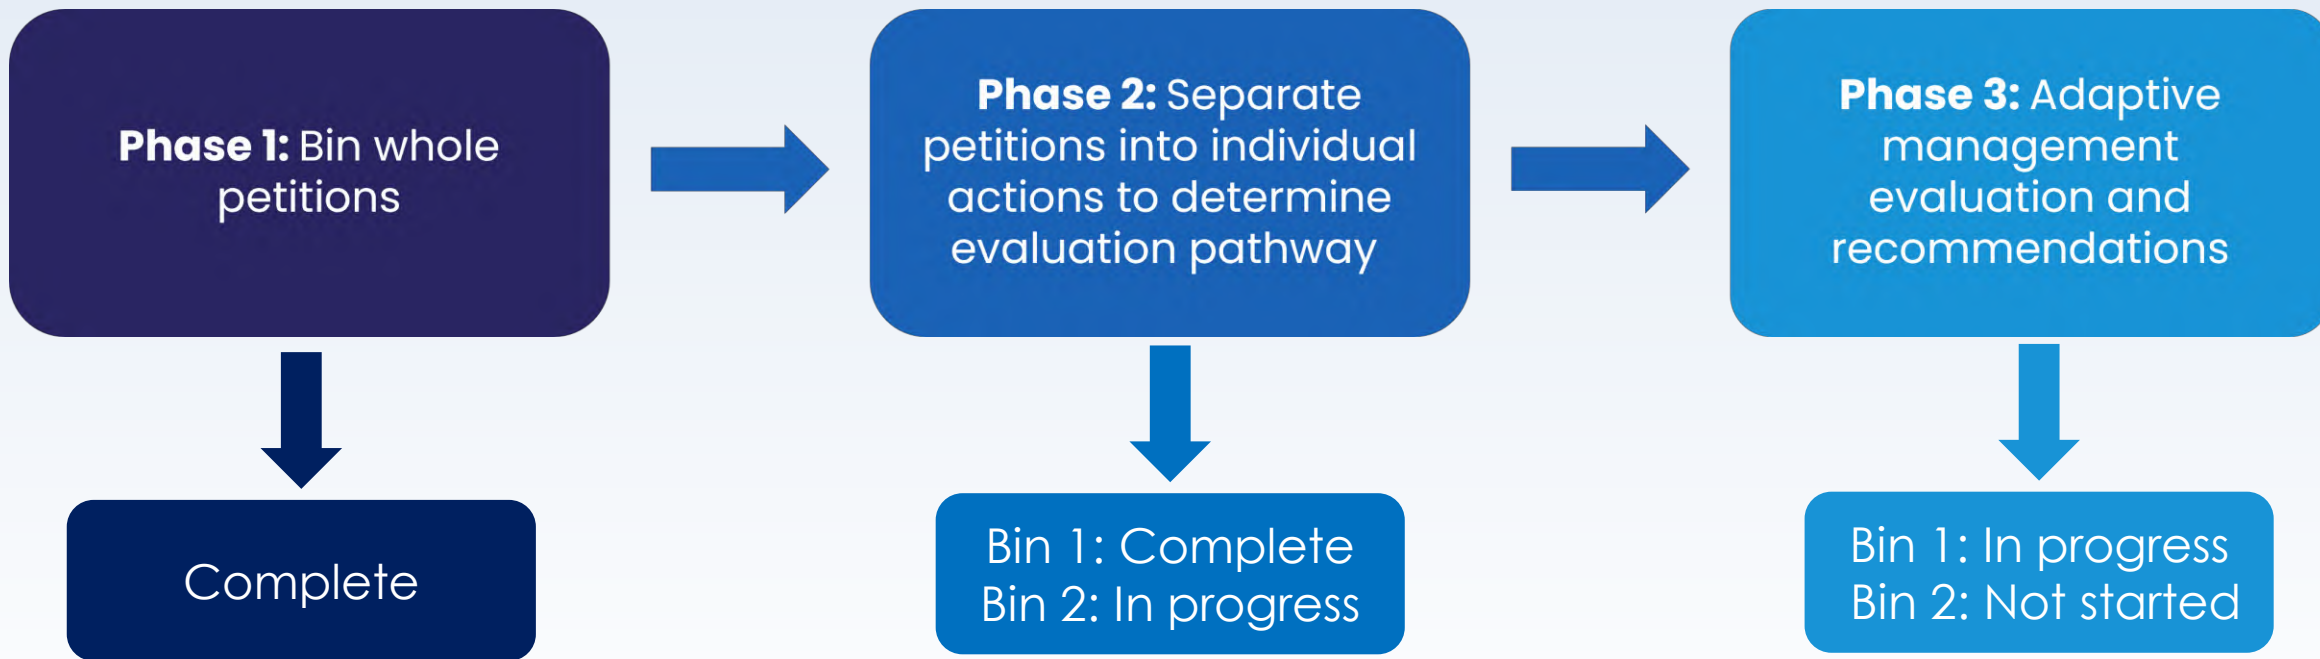 Phase 1: Bin whole
petitions
Phase 2: Separate
petitions into individual
actions to determine
evaluation pathway
Phase 3: Adaptive
management
evaluation and
recommendations
Complete
Bin 1: Complete
Bin 2: In progress
Bin 1: In progress
Bin 2: Not started